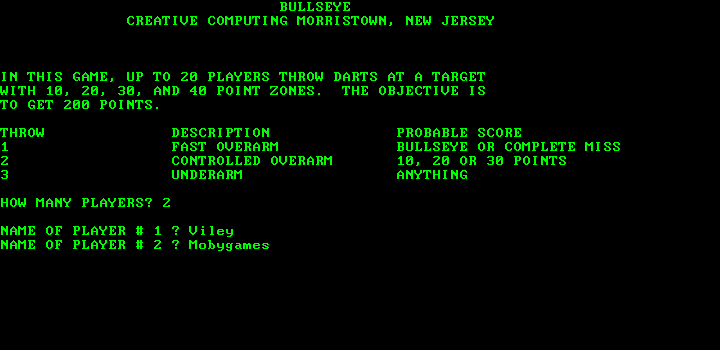 BULLSEYE
CREATIVE COMPUTING MORRISTOWN, NEW JERSEY
IN THIS GAME, UP TO 20 PLAYERS THROW DARTS AT A TARGET
WITH 10, 20, 30, AND 40 POINT ZONES.  THE OBJECTIVE IS
TO GET 200 POINTS.
THROW DESCRIPTION PROBABLE SCORE
1 FAST OVERARM BULLSEYE OR COMPLETE MISS
2 CONTROLLED OVERARM 10, 20 OR 30 POINTS
3 UNDERARM ANYTHING
HOW MANY PLAYERS? 2
NAME OF PLAYER # 1 ? Viley
NAME OF PLAYER # 2 ? Mobygames